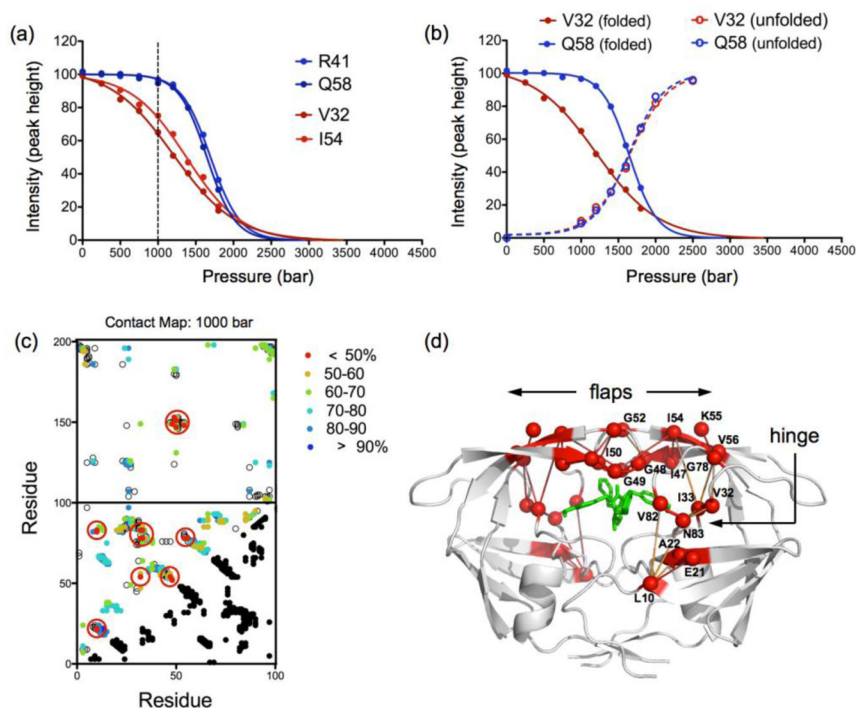 (a)
120
100
80
60
40
20
0
Intensity (peak height)
0 500 1000 1500 2000 2500 3000 3500 4000 4500
Pressure (bar)
R41
Q58
V32
I54
(b)
V32 (folded)
V32 (unfolded)
Q58 (folded)
Q58 (unfolded)
120
100
80
60
40
20
0
Intensity (peak height)
0 500 1000 1500 2000 2500 3000 3500 4000 4500
Pressure (bar)
(c)
Contact Map: 1000 bar
200
150
100
50
0
Residue
0 50 100
Residue
< 50%
50-60
60-70
70-80
80-90
> 90%
(d)
flaps
G52
I54
K55
V56
hinge
I50
G48
I47
G78
G49
I33
V32
V82
N83
A22
E21
L10